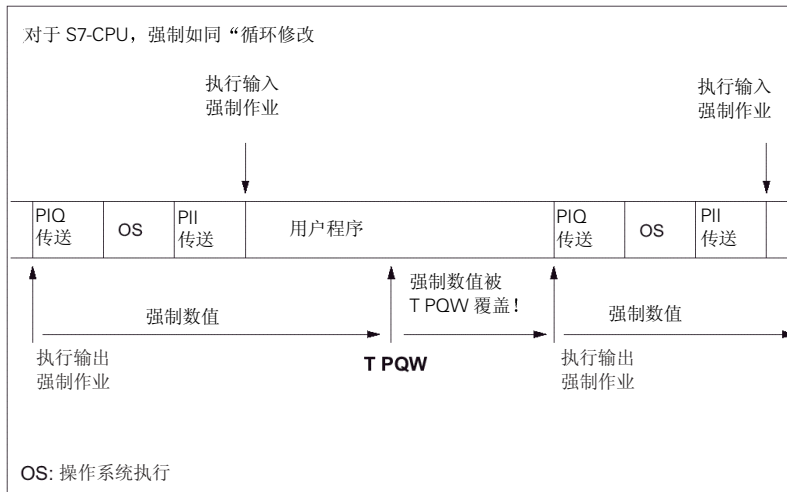 对于 S7-CPU，强制如同“循环修改
执行输入
强制作业
执行输入
强制作业
PIQ
传送
OS
PII
传送
用户程序
PIQ
传送
OS
PII
传送
强制数值
强制数值被
T PQW 覆盖！
强制数值
执行输出
强制作业
T PQW
执行输出
强制作业
OS: 操作系统执行